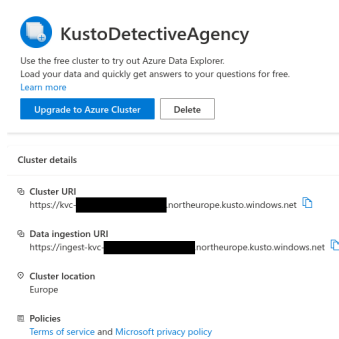 KustoDetectiveAgency
Use the free cluster to try out Azure Data Explorer.
Load your data and quickly get answers to your questions for free.
Learn more
Upgrade to Azure Cluster Delete
Cluster details
Cluster URI
https://kvc- .northeurope.kusto.windows.net
Data ingestion URI
https://ingest-kvc- northeurope.kusto.windows.net
Cluster location
Europe
Policies
Terms of service and Microsoft privacy policy